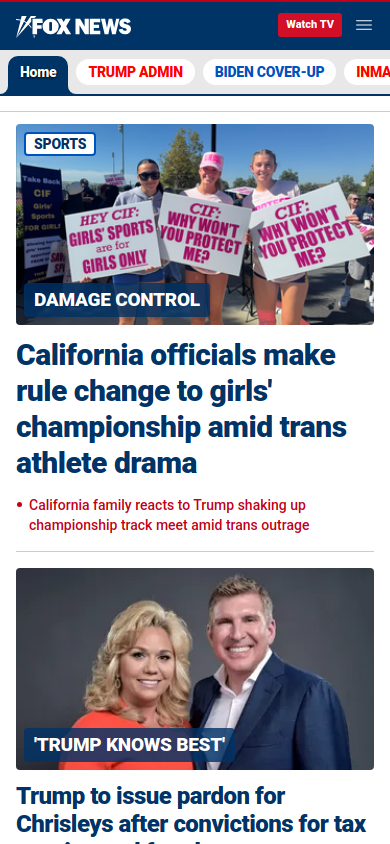 FOX NEWS
Watch TV
Home
TRUMP ADMIN
BIDEN COVER-UP
INMA
SPORTS
Take Back
CIF
Girls'
Sports
FOR GIRLS
HEY CIF:
GIRLS' SPORTS
are for
GIRLS ONLY
CIF:
WHY WON'T
YOU PROTECT
ME?
CIF:
WHY WON'T
YOU PROTECT
ME?
DAMAGE CONTROL
California officials make
rule change to girls'
championship amid trans
athlete drama
• California family reacts to Trump shaking up
championship track meet amid trans outrage
'TRUMP KNOWS BEST'
Trump to issue pardon for
Chrisleys after convictions for tax